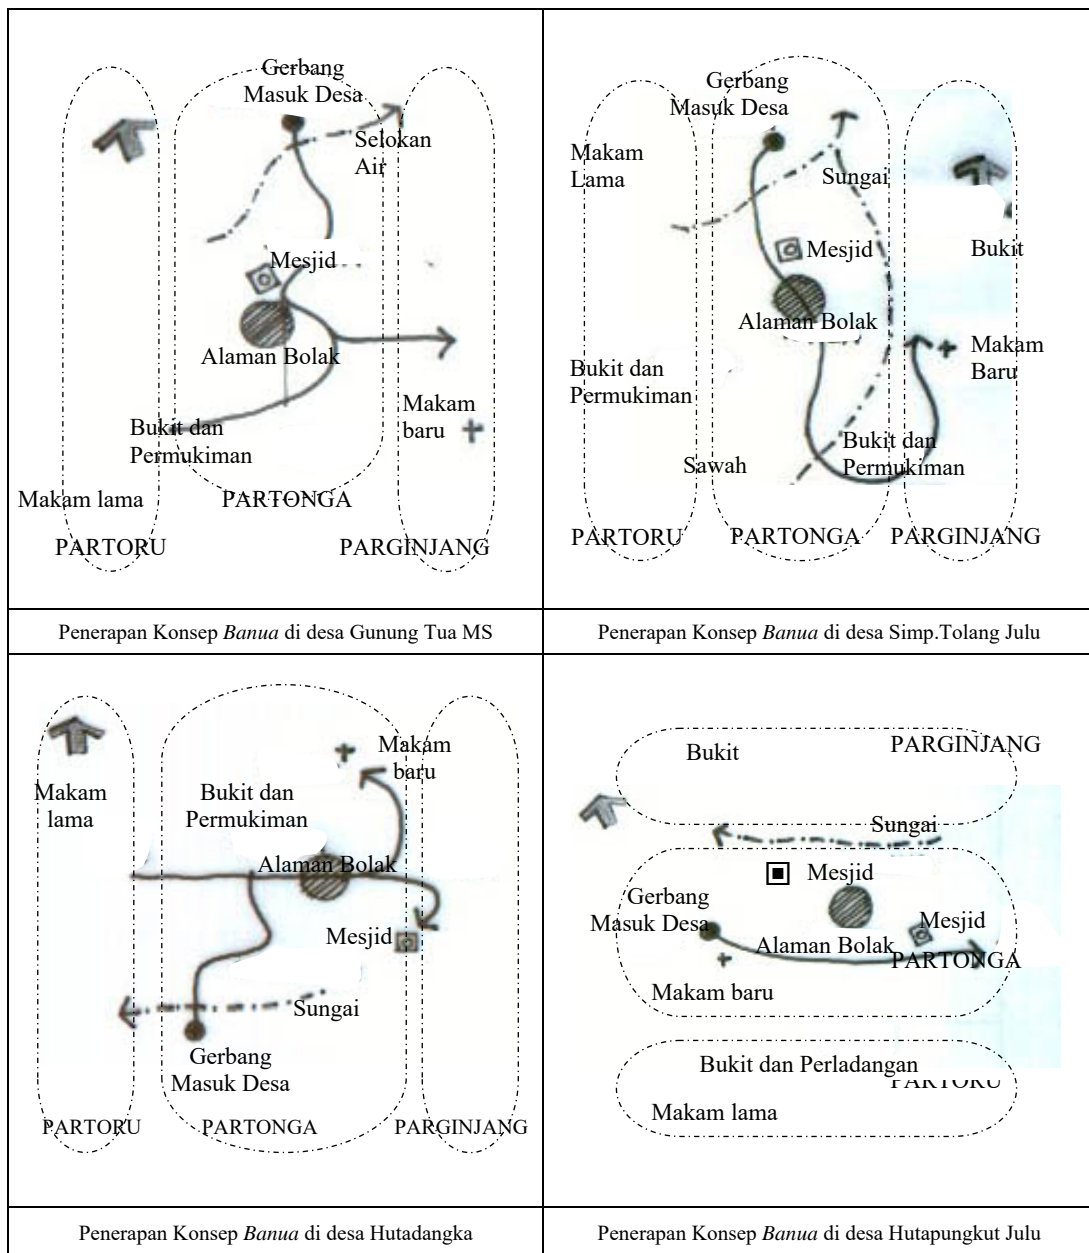 Gerbang
Masuk Desa
Selokan
Air
Mesjid
Alaman Bolak
Makam
baru
Bukit dan
Permukiman
Makam lama
PARTONGA
PARTORU
PARGINJANG
Penerapan Konsep Banua di desa Gunung Tua MS
Gerbang
Masuk Desa
Makam
Lama
Sungai
Mesjid
Bukit
Alaman Bolak
Makam
Baru
Bukit dan
Permukiman
Bukit dan
Permukiman
Sawah
PARTORU
PARTONGA
PARGINJANG
Penerapan Konsep Banua di desa Simp.Tolang Julu
Makam
baru
Makam
lama
Bukit dan
Permukiman
Alaman Bolak
Mesjid
Sungai
Gerbang
Masuk Desa
PARTORU
PARTONGA
PARGINJANG
Penerapan Konsep Banua di desa Hutadangka
Bukit
PARGINJANG
Sungai
Mesjid
Gerbang
Masuk Desa
Mesjid
Alaman Bolak
PARTONGA
Makam baru
Bukit dan Perladangan
PARTORU
Makam lama
Penerapan Konsep Banua di desa Hutapungkut Julu